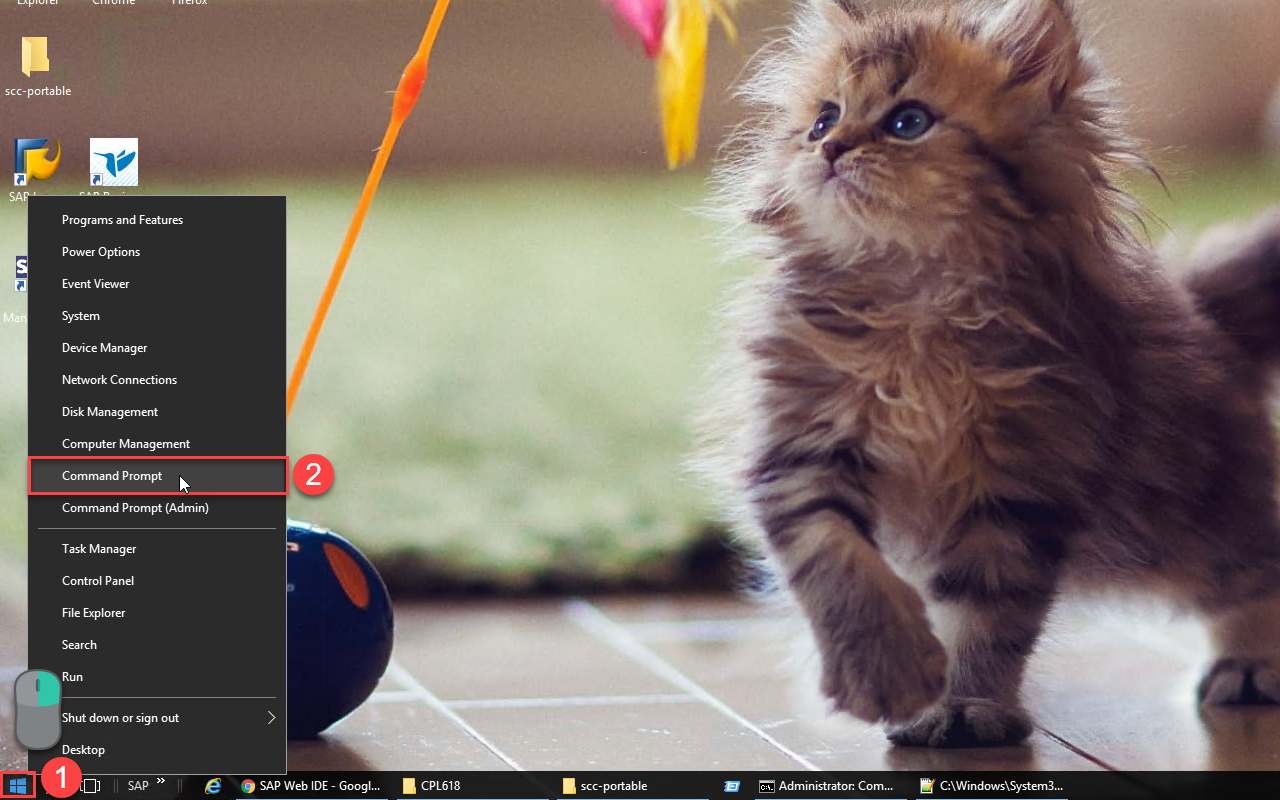 Explorer Chrome Firefox
scc-portable
SAP
Programs and Features
Power Options
Event Viewer
System
Device Manager
Network Connections
Disk Management
Computer Management
Command Prompt
2
Command Prompt (Admin)
Task Manager
Control Panel
File Explorer
Search
Run
Shut down or sign out
Desktop
1
SAP
SAP Web IDE - Googl...
CPL618
scc-portable
Administrator: Com...
C:\Windows\System3...